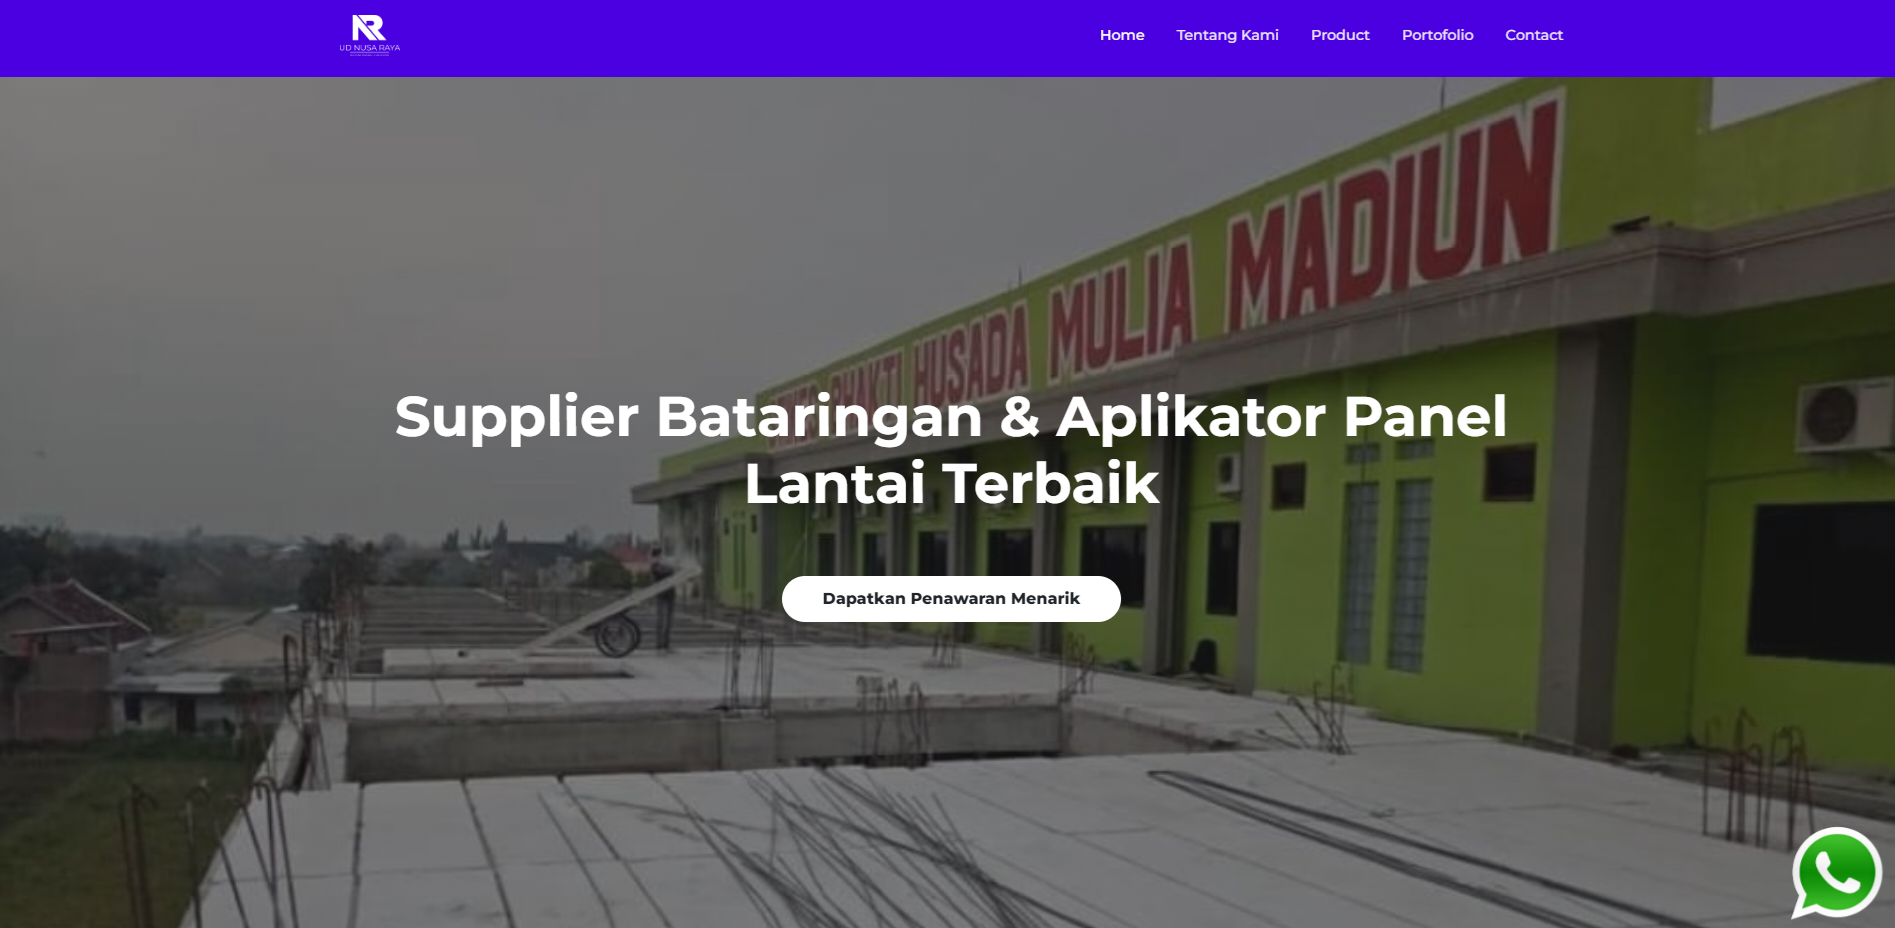 NR
UD NUSA RAYA
Home
Tentang Kami
Product
Portofolio
Contact
BHAKTI HUSADA MULIA MADIUN
Supplier Bataringan & Aplikator Panel
Lantai Terbaik
Dapatkan Penawaran Menarik